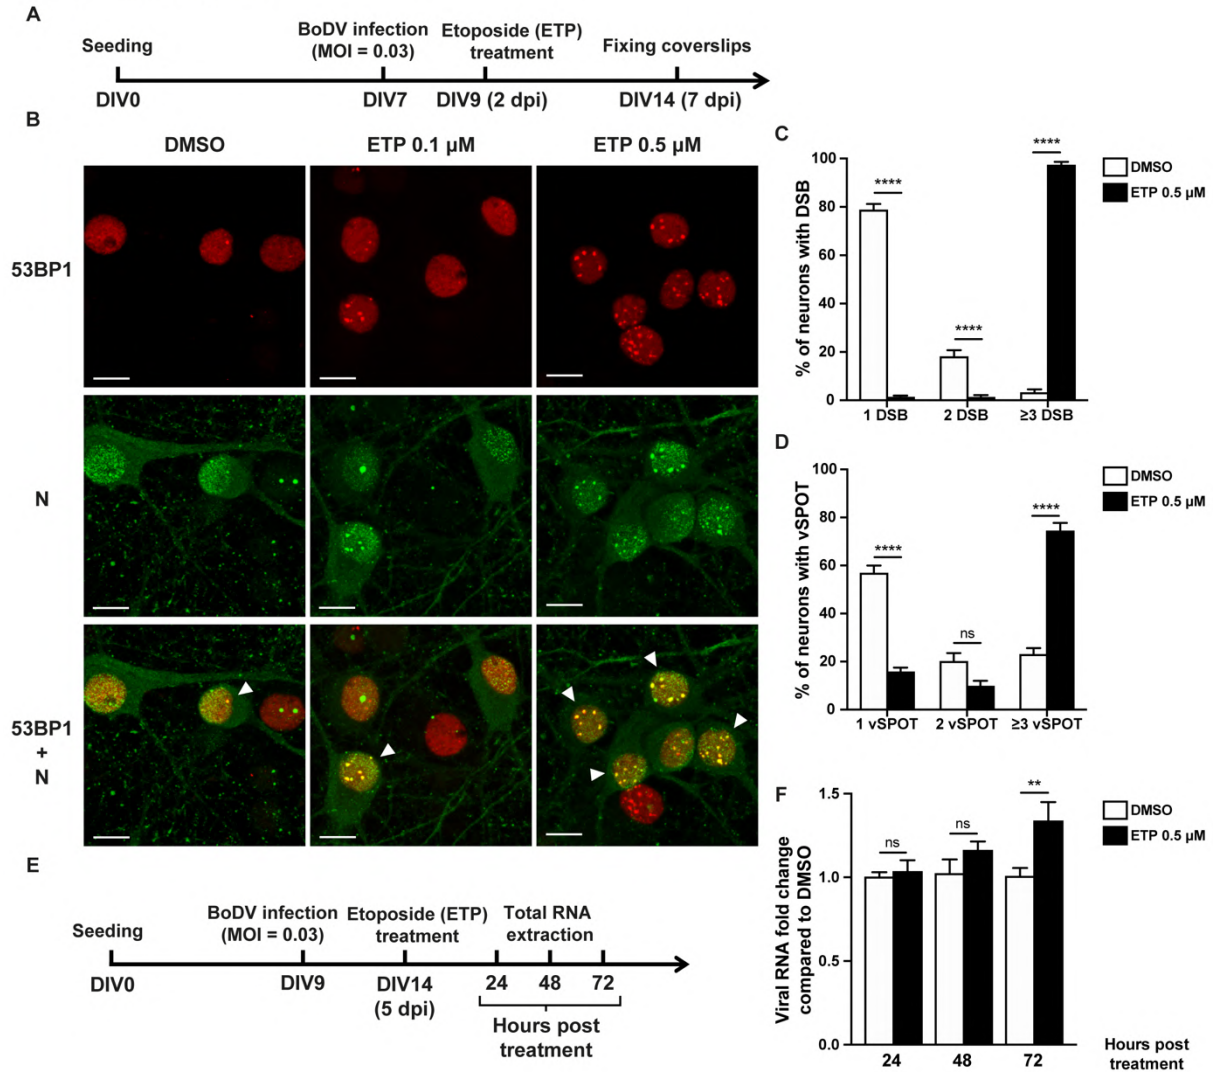 A
Seeding
BoDV infection
(MOI = 0.03)
Etoposide (ETP)
treatment
Fixing coverslips
DIV0
DIV7
DIV9 (2 dpi)
DIV14 (7 dpi)
B
DMSO
ETP 0.1 µM
ETP 0.5 µM
53BP1
N
53BP1
+
N
C
% of neurons with DSB
100
80
60
40
20
0
****
****
****
1 DSB
2 DSB
≥3 DSB
DMSO
ETP 0.5 µM
D
% of neurons with vSPOT
100
80
60
40
20
0
****
ns
****
1 vSPOT
2 vSPOT
≥3 vSPOT
DMSO
ETP 0.5 µM
E
Seeding
BoDV infection
(MOI = 0.03)
Etoposide (ETP)
treatment
Total RNA
extraction
DIV0
DIV9
DIV14
(5 dpi)
24
48
72
Hours post
treatment
F
Viral RNA fold change
compared to DMSO
1.5
1.0
0.5
0.0
ns
ns
**
24
48
72
Hours post
treatment
DMSO
ETP 0.5 µM